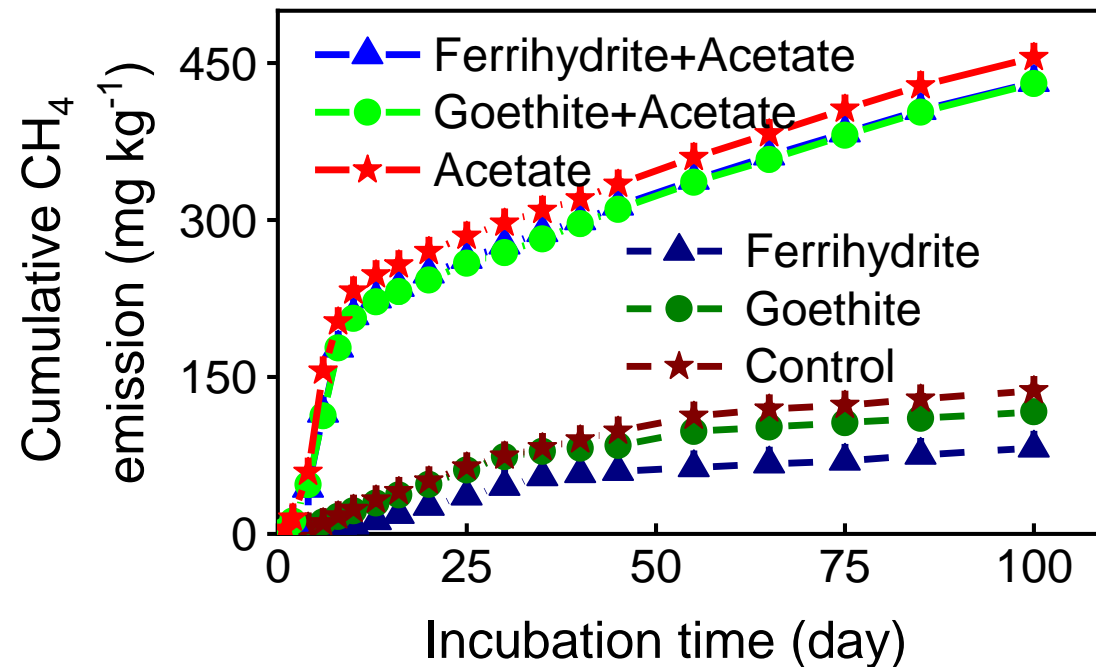 Cumulative CH₄
emission (mg kg⁻¹)
450
300
150
0
Ferrihydrite+Acetate
Goethite+Acetate
Acetate
Ferrihydrite
Goethite
Control
0 25 50 75 100
Incubation time (day)